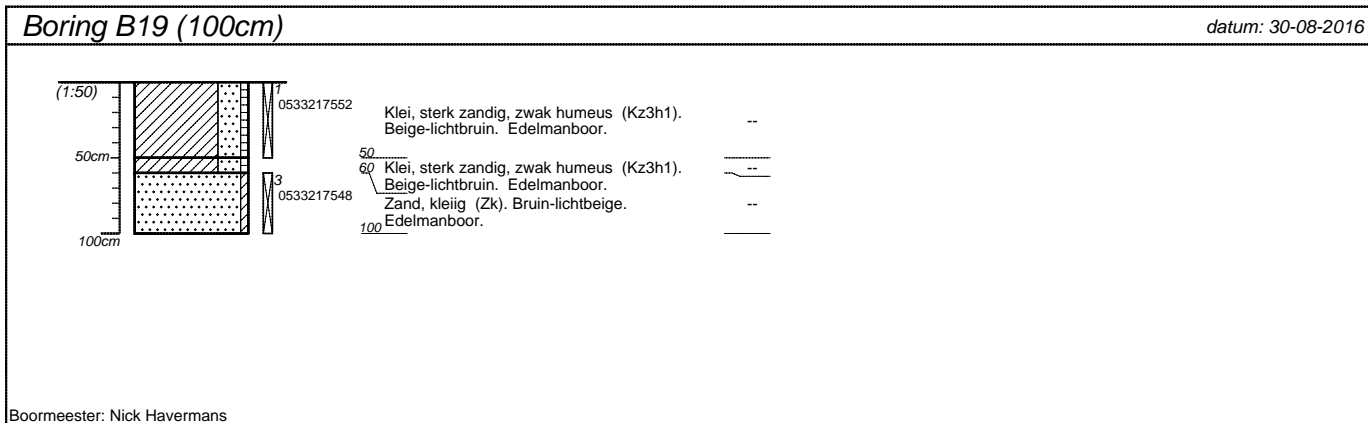 Boring B19 (100cm)
datum: 30-08-2016
(1:50)
1
0533217552
Klei, sterk zandig, zwak humeus (Kz3h1).
Beige-lichtbruin. Edelmanboor.
--
50cm
50
60
Klei, sterk zandig, zwak humeus (Kz3h1).
Beige-lichtbruin. Edelmanboor.
--
3
0533217548
Zand, kleiig (Zk). Bruin-lichtbeige.
Edelmanboor.
--
100cm
100
Boormeester: Nick Havermans